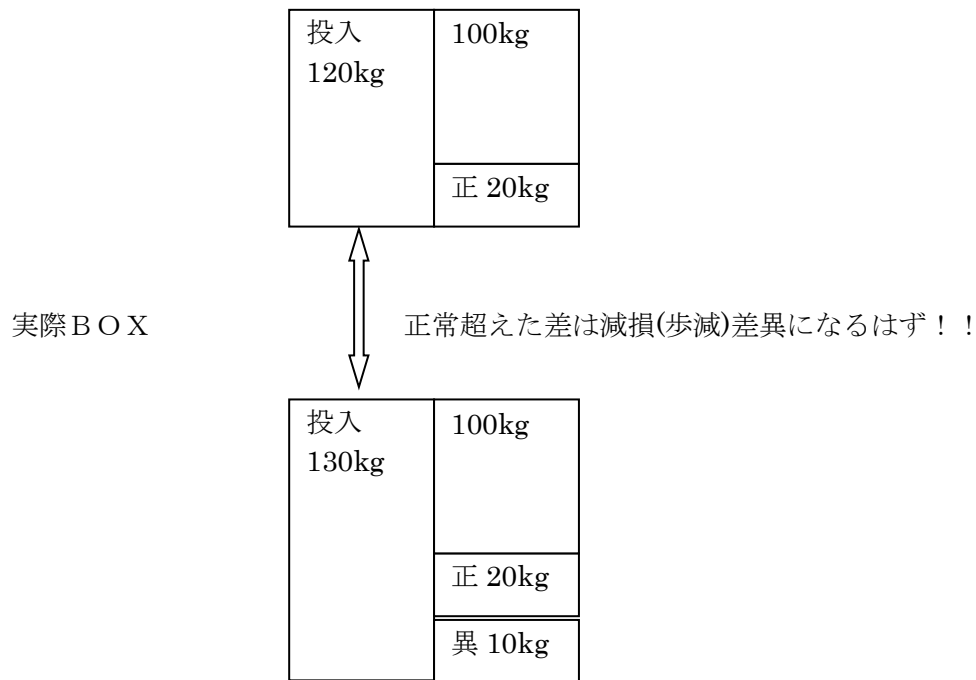 投入
120kg
100kg
正 20kg
実際ＢＯＸ
正常超えた差は減損(歩減)差異になるはず！！
投入
130kg
100kg
正 20kg
異 10kg